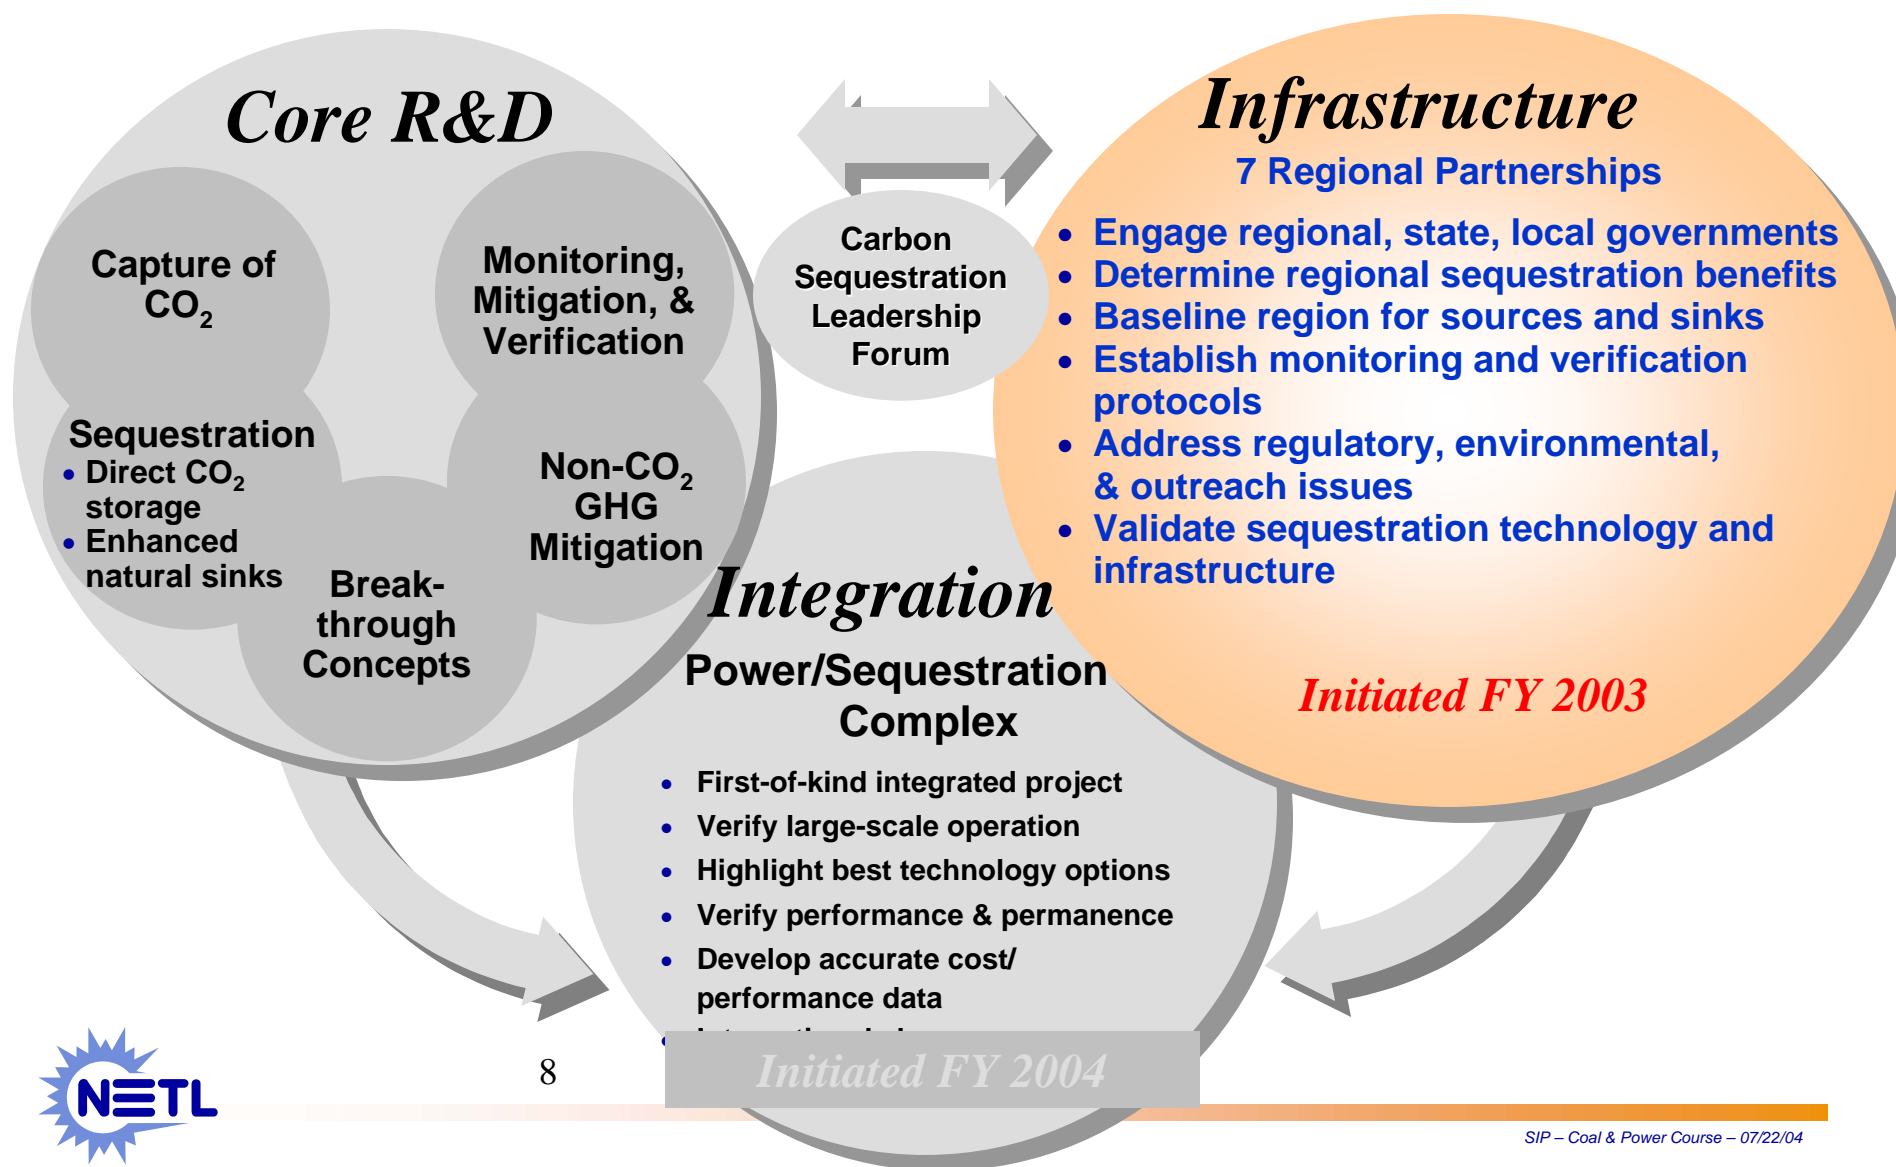 Core R&D
Capture of
CO2
Monitoring,
Mitigation, &
Verification
Sequestration
• Direct CO2
storage
• Enhanced
natural sinks
Non-CO2
GHG
Mitigation
Break-
through
Concepts
Carbon
Sequestration
Leadership
Forum
Infrastructure
7 Regional Partnerships
• Engage regional, state, local governments
• Determine regional sequestration benefits
• Baseline region for sources and sinks
• Establish monitoring and verification
protocols
• Address regulatory, environmental,
& outreach issues
• Validate sequestration technology and
infrastructure
Initiated FY 2003
Integration
Power/Sequestration
Complex
• First-of-kind integrated project
• Verify large-scale operation
• Highlight best technology options
• Verify performance & permanence
• Develop accurate cost/
performance data
Initiated FY 2004
NETL
8
SIP – Coal & Power Course – 07/22/04